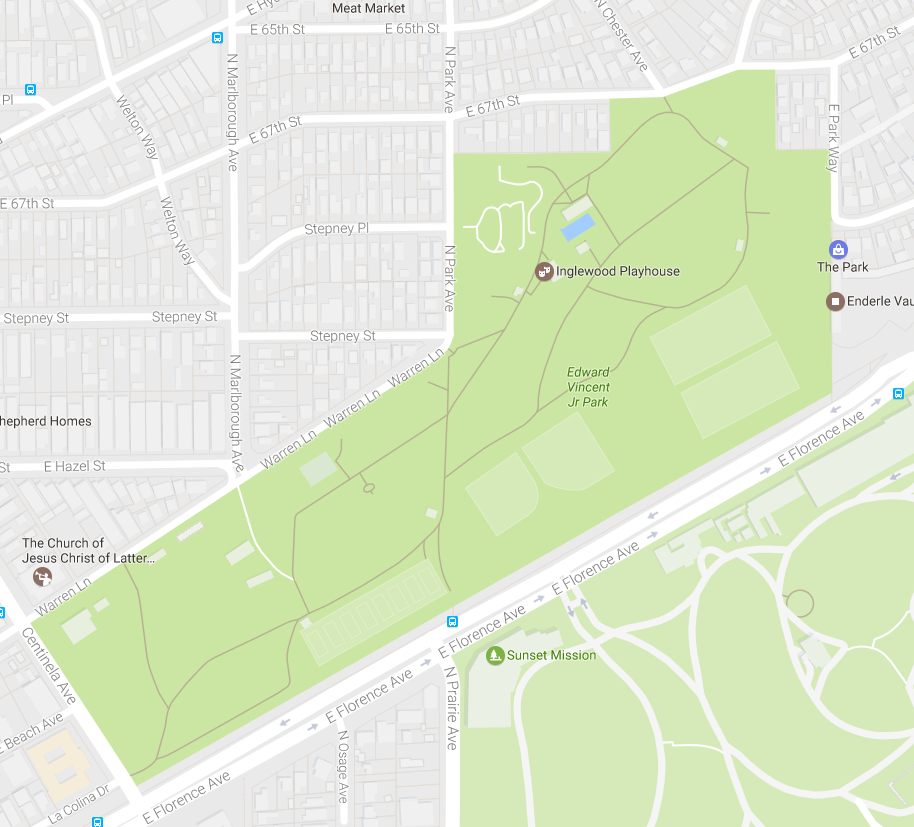 E Hy
Meat Market
E 65th St
E 65th St
N Chester Ave
E 67th St
N Park Ave
N Marlborough Ave
Pl
Welton Way
E 67th St
E 67th St
E Park Way
E 67th St
Welton Way
Stepney Pl
N Park Ave
The Park
Inglewood Playhouse
Enderle Vau
Stepney St
Stepney St
Stepney St
N Marlborough Ave
Warren Ln
Warren Ln
Warren Ln
Edward
Vincent
Jr Park
hepherd Homes
E Florence Ave
St
E Hazel St
The Church of
Jesus Christ of Latter...
E Florence Ave
Warren Ln
E Florence Ave
Centinela Ave
Sunset Mission
E Florence Ave
N Prairie Ave
E Beach Ave
N Osage Ave
La Colina Dr
E Florence Ave